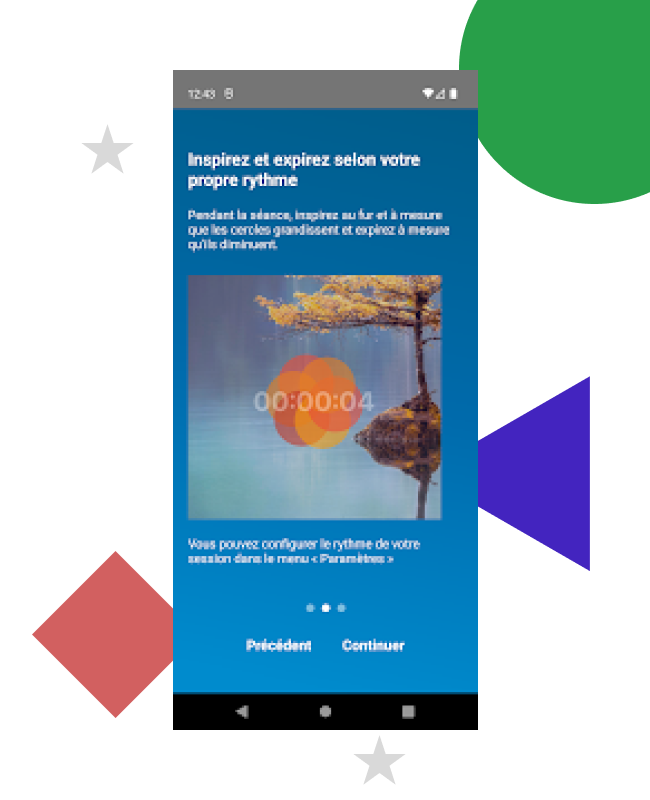 12:43
Inspirez et expirez selon votre
propre rythme
Pendant la séance, inspirez au fur et à mesure
que les cercles grandissent et expirez à mesure
qu'ils diminuent.
00:00:04
Vous pouvez configurer le rythme de votre
session dans le menu « Paramètres »
Précédent Continuer